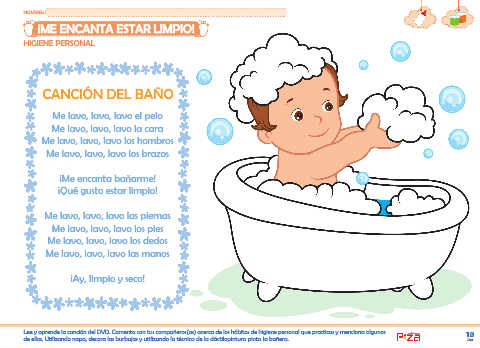 NOMBRE:
¡ME ENCANTA ESTAR LIMPIO!
HIGIENE PERSONAL
CANCIÓN DEL BAÑO
Me lavo, lavo, lavo el pelo
Me lavo, lavo, lavo la cara
Me lavo, lavo, lavo los hombros
Me lavo, lavo, lavo los brazos
¡Me encanta bañarme!
¡Qué gusto estar limpio!
Me lavo, lavo, lavo las piernas
Me lavo, lavo, lavo los pies
Me lavo, lavo, lavo los dedos
Me lavo, lavo, lavo las manos
¡Ay, limpio y seco!
Lee y aprende la canción del DVD. Comenta con tus compañeros(as) acerca de los hábitos de higiene personal que practicas y menciona algunos
de ellos. Utilizando papa, decora las burbujas y utilizando la técnica de la dáctilopintura pinta la bañera.
18